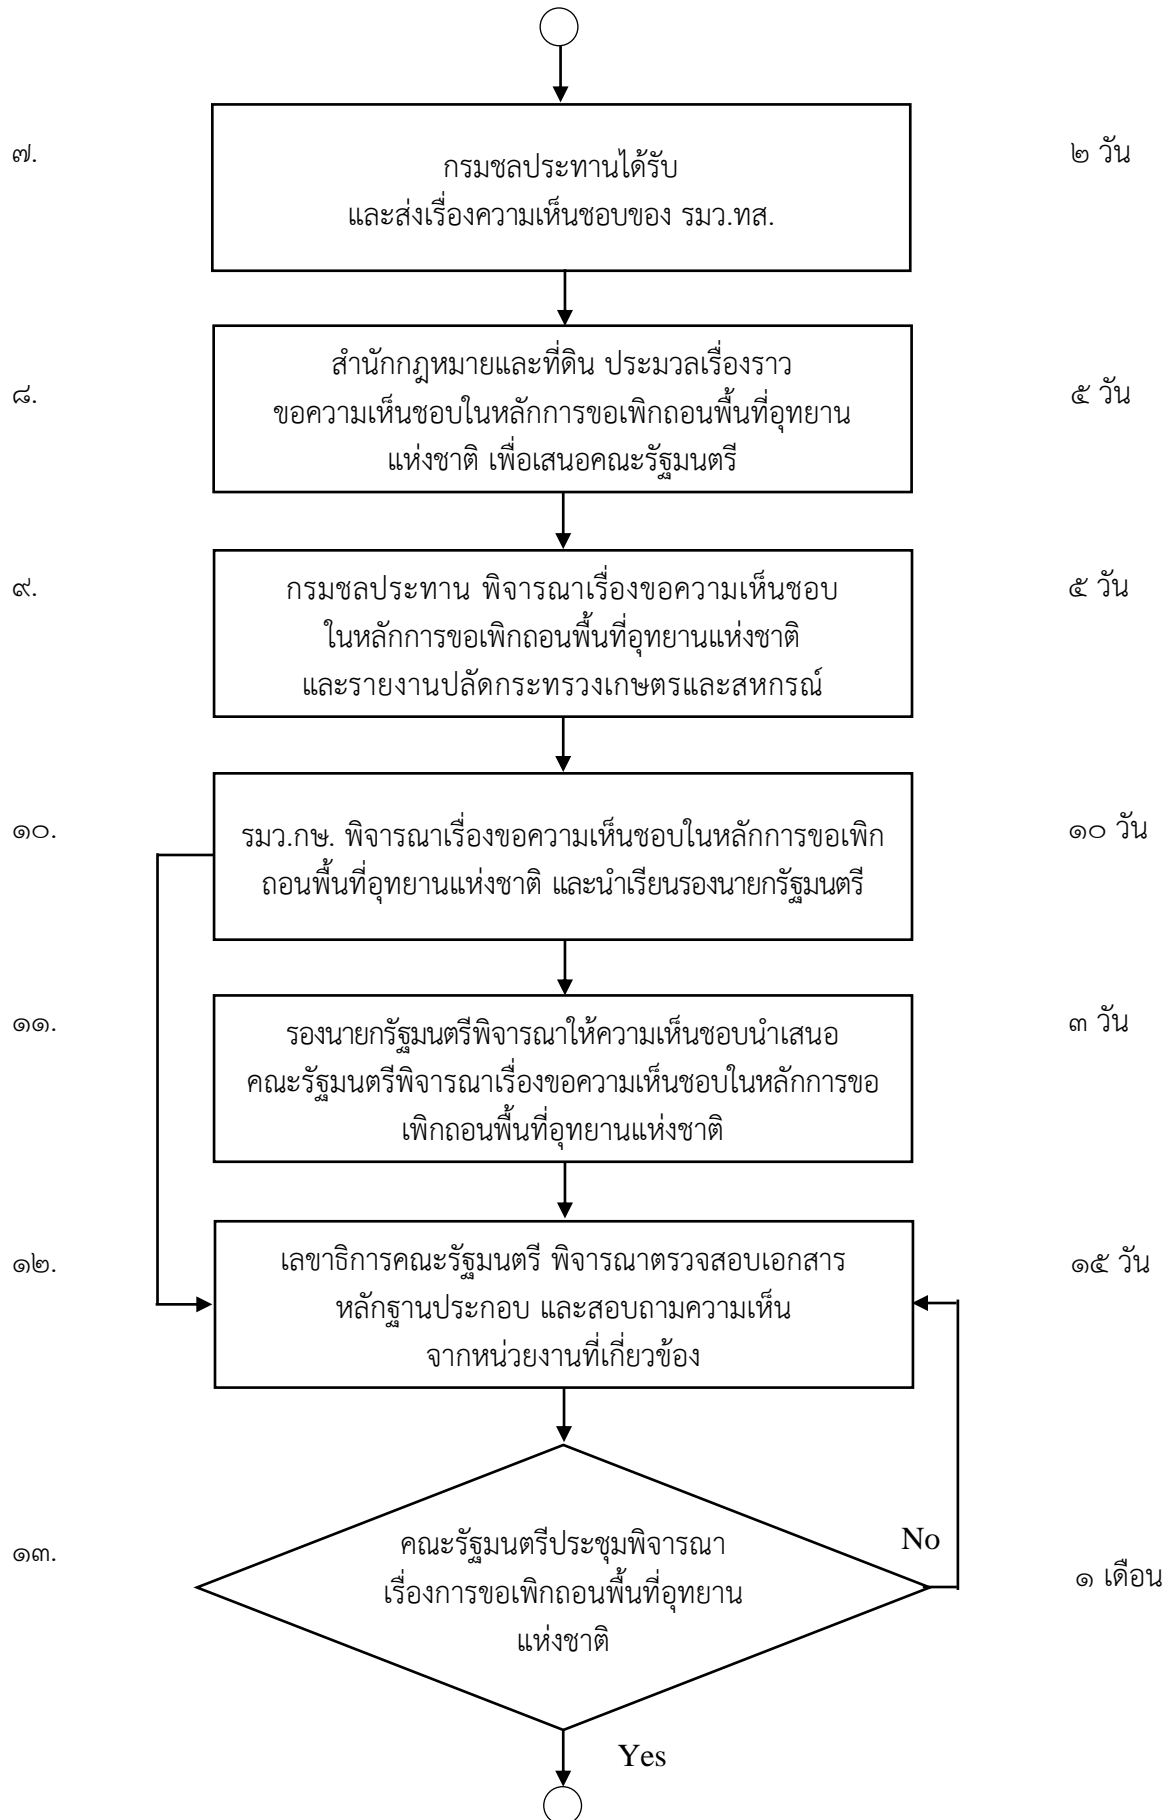 ๗.
กรมชลประทานได้รับ
และส่งเรื่องความเห็นชอบของ รมว.ทส.
๒ วัน
๘.
สำนักกฎหมายและที่ดิน ประมวลเรื่องราว
ขอความเห็นชอบในหลักการขอเพิกถอนพื้นที่อุทยาน
แห่งชาติ เพื่อเสนอคณะรัฐมนตรี
๕ วัน
๙.
กรมชลประทาน พิจารณาเรื่องขอความเห็นชอบ
ในหลักการขอเพิกถอนพื้นที่อุทยานแห่งชาติ
และรายงานปลัดกระทรวงเกษตรและสหกรณ์
๕ วัน
๑๐.
รมว.กษ. พิจารณาเรื่องขอความเห็นชอบในหลักการขอเพิก
ถอนพื้นที่อุทยานแห่งชาติ และนำเรียนรองนายกรัฐมนตรี
๑๐ วัน
๑๑.
รองนายกรัฐมนตรีพิจารณาให้ความเห็นชอบนำเสนอ
คณะรัฐมนตรีพิจารณาเรื่องขอความเห็นชอบในหลักการขอ
เพิกถอนพื้นที่อุทยานแห่งชาติ
๓ วัน
๑๒.
เลขาธิการคณะรัฐมนตรี พิจารณาตรวจสอบเอกสาร
หลักฐานประกอบ และสอบถามความเห็น
จากหน่วยงานที่เกี่ยวข้อง
๑๕ วัน
๑๓.
คณะรัฐมนตรีประชุมพิจารณา
เรื่องการขอเพิกถอนพื้นที่อุทยาน
แห่งชาติ
No
๑ เดือน
Yes